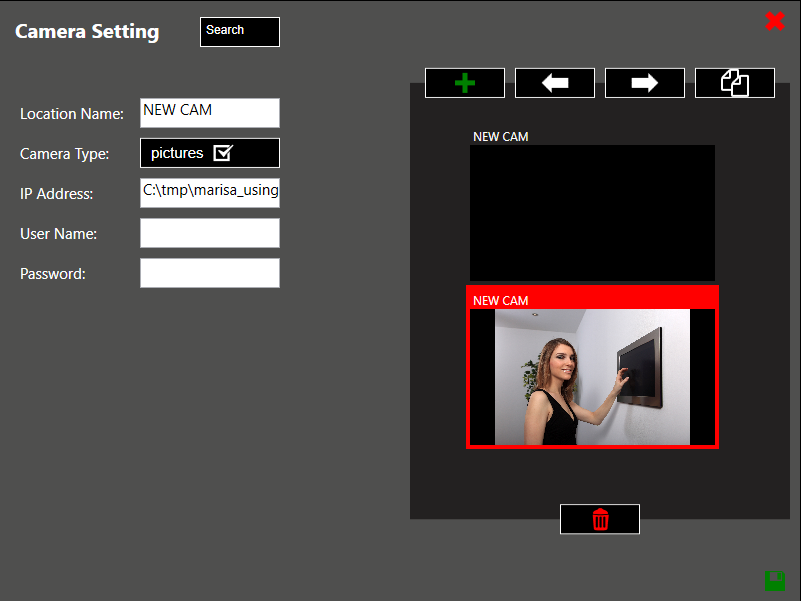 Camera Setting
Search
Location Name:
NEW CAM
Camera Type:
pictures
IP Address:
C:\tmp\marisa_using
User Name:
Password:
NEW CAM
NEW CAM